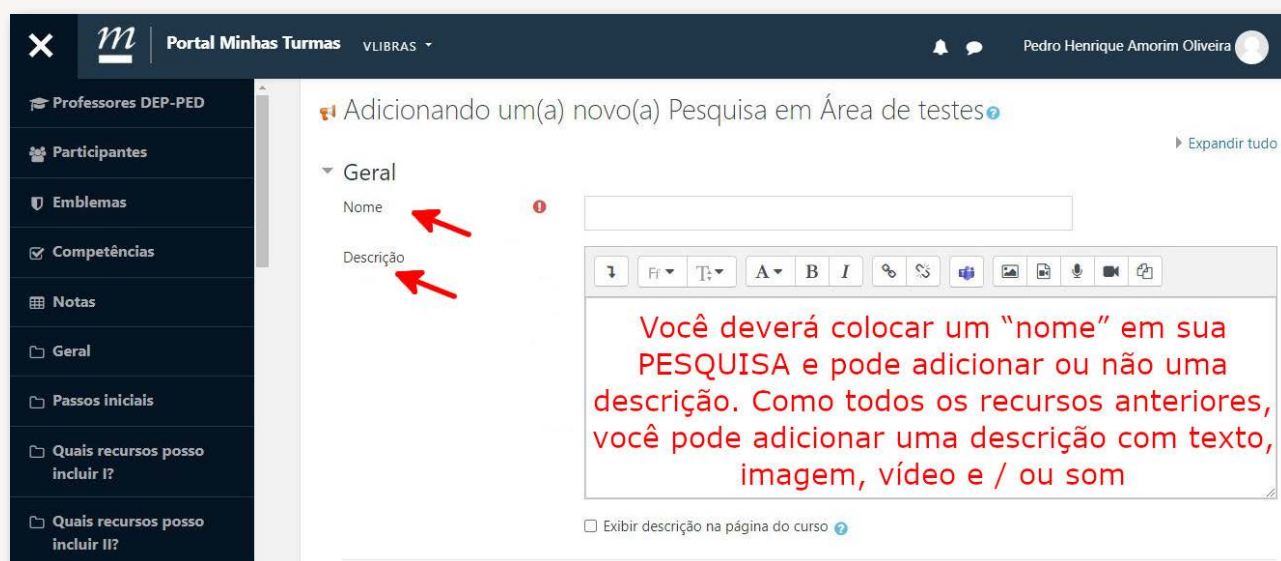 m
Portal Minhas Turmas
VLIBRAS
Pedro Henrique Amorim Oliveira
Professores DEP-PED
Participantes
Emblemas
Competências
Notas
Geral
Passos iniciais
Quais recursos posso
incluir I?
Quais recursos posso
incluir II?
Adicionando um(a) novo(a) Pesquisa em Área de testes
Expandir tudo
Geral
Nome
Descrição
Você deverá colocar um “nome” em sua
PESQUISA e pode adicionar ou não uma
descrição. Como todos os recursos anteriores,
você pode adicionar uma descrição com texto,
imagem, vídeo e / ou som
Exibir descrição na página do curso